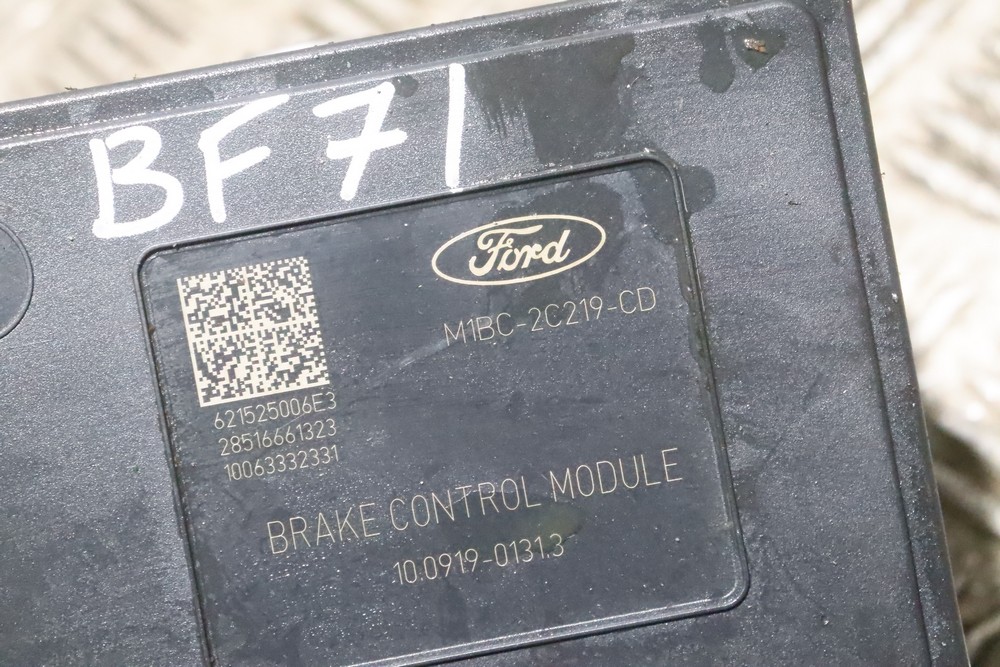 BF71
Ford
M1BC-2C219-CD
621525006E3
28516661323
10063332331
BRAKE CONTROL MODULE
10.0919-0131.3